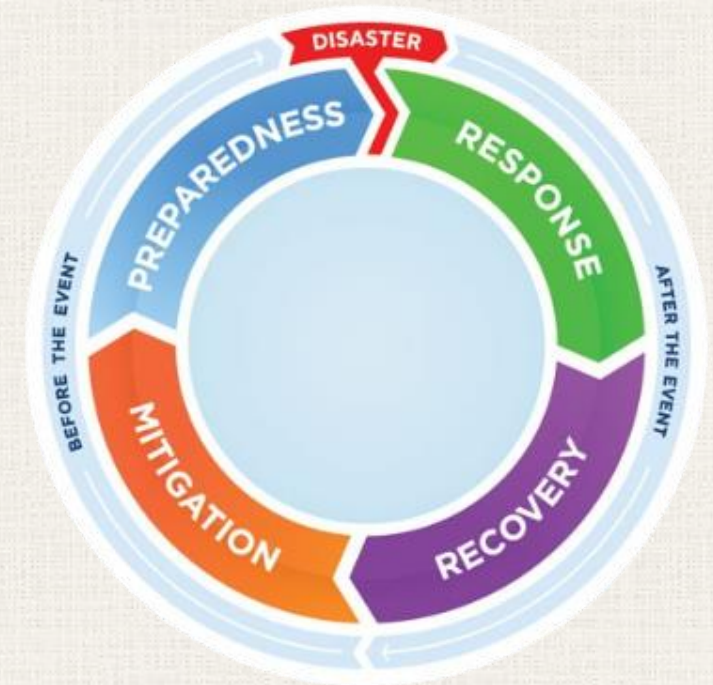 DISASTER
PREPAREDNESS
RESPONSE
BEFORE THE EVENT
AFTER THE EVENT
MITIGATION
RECOVERY